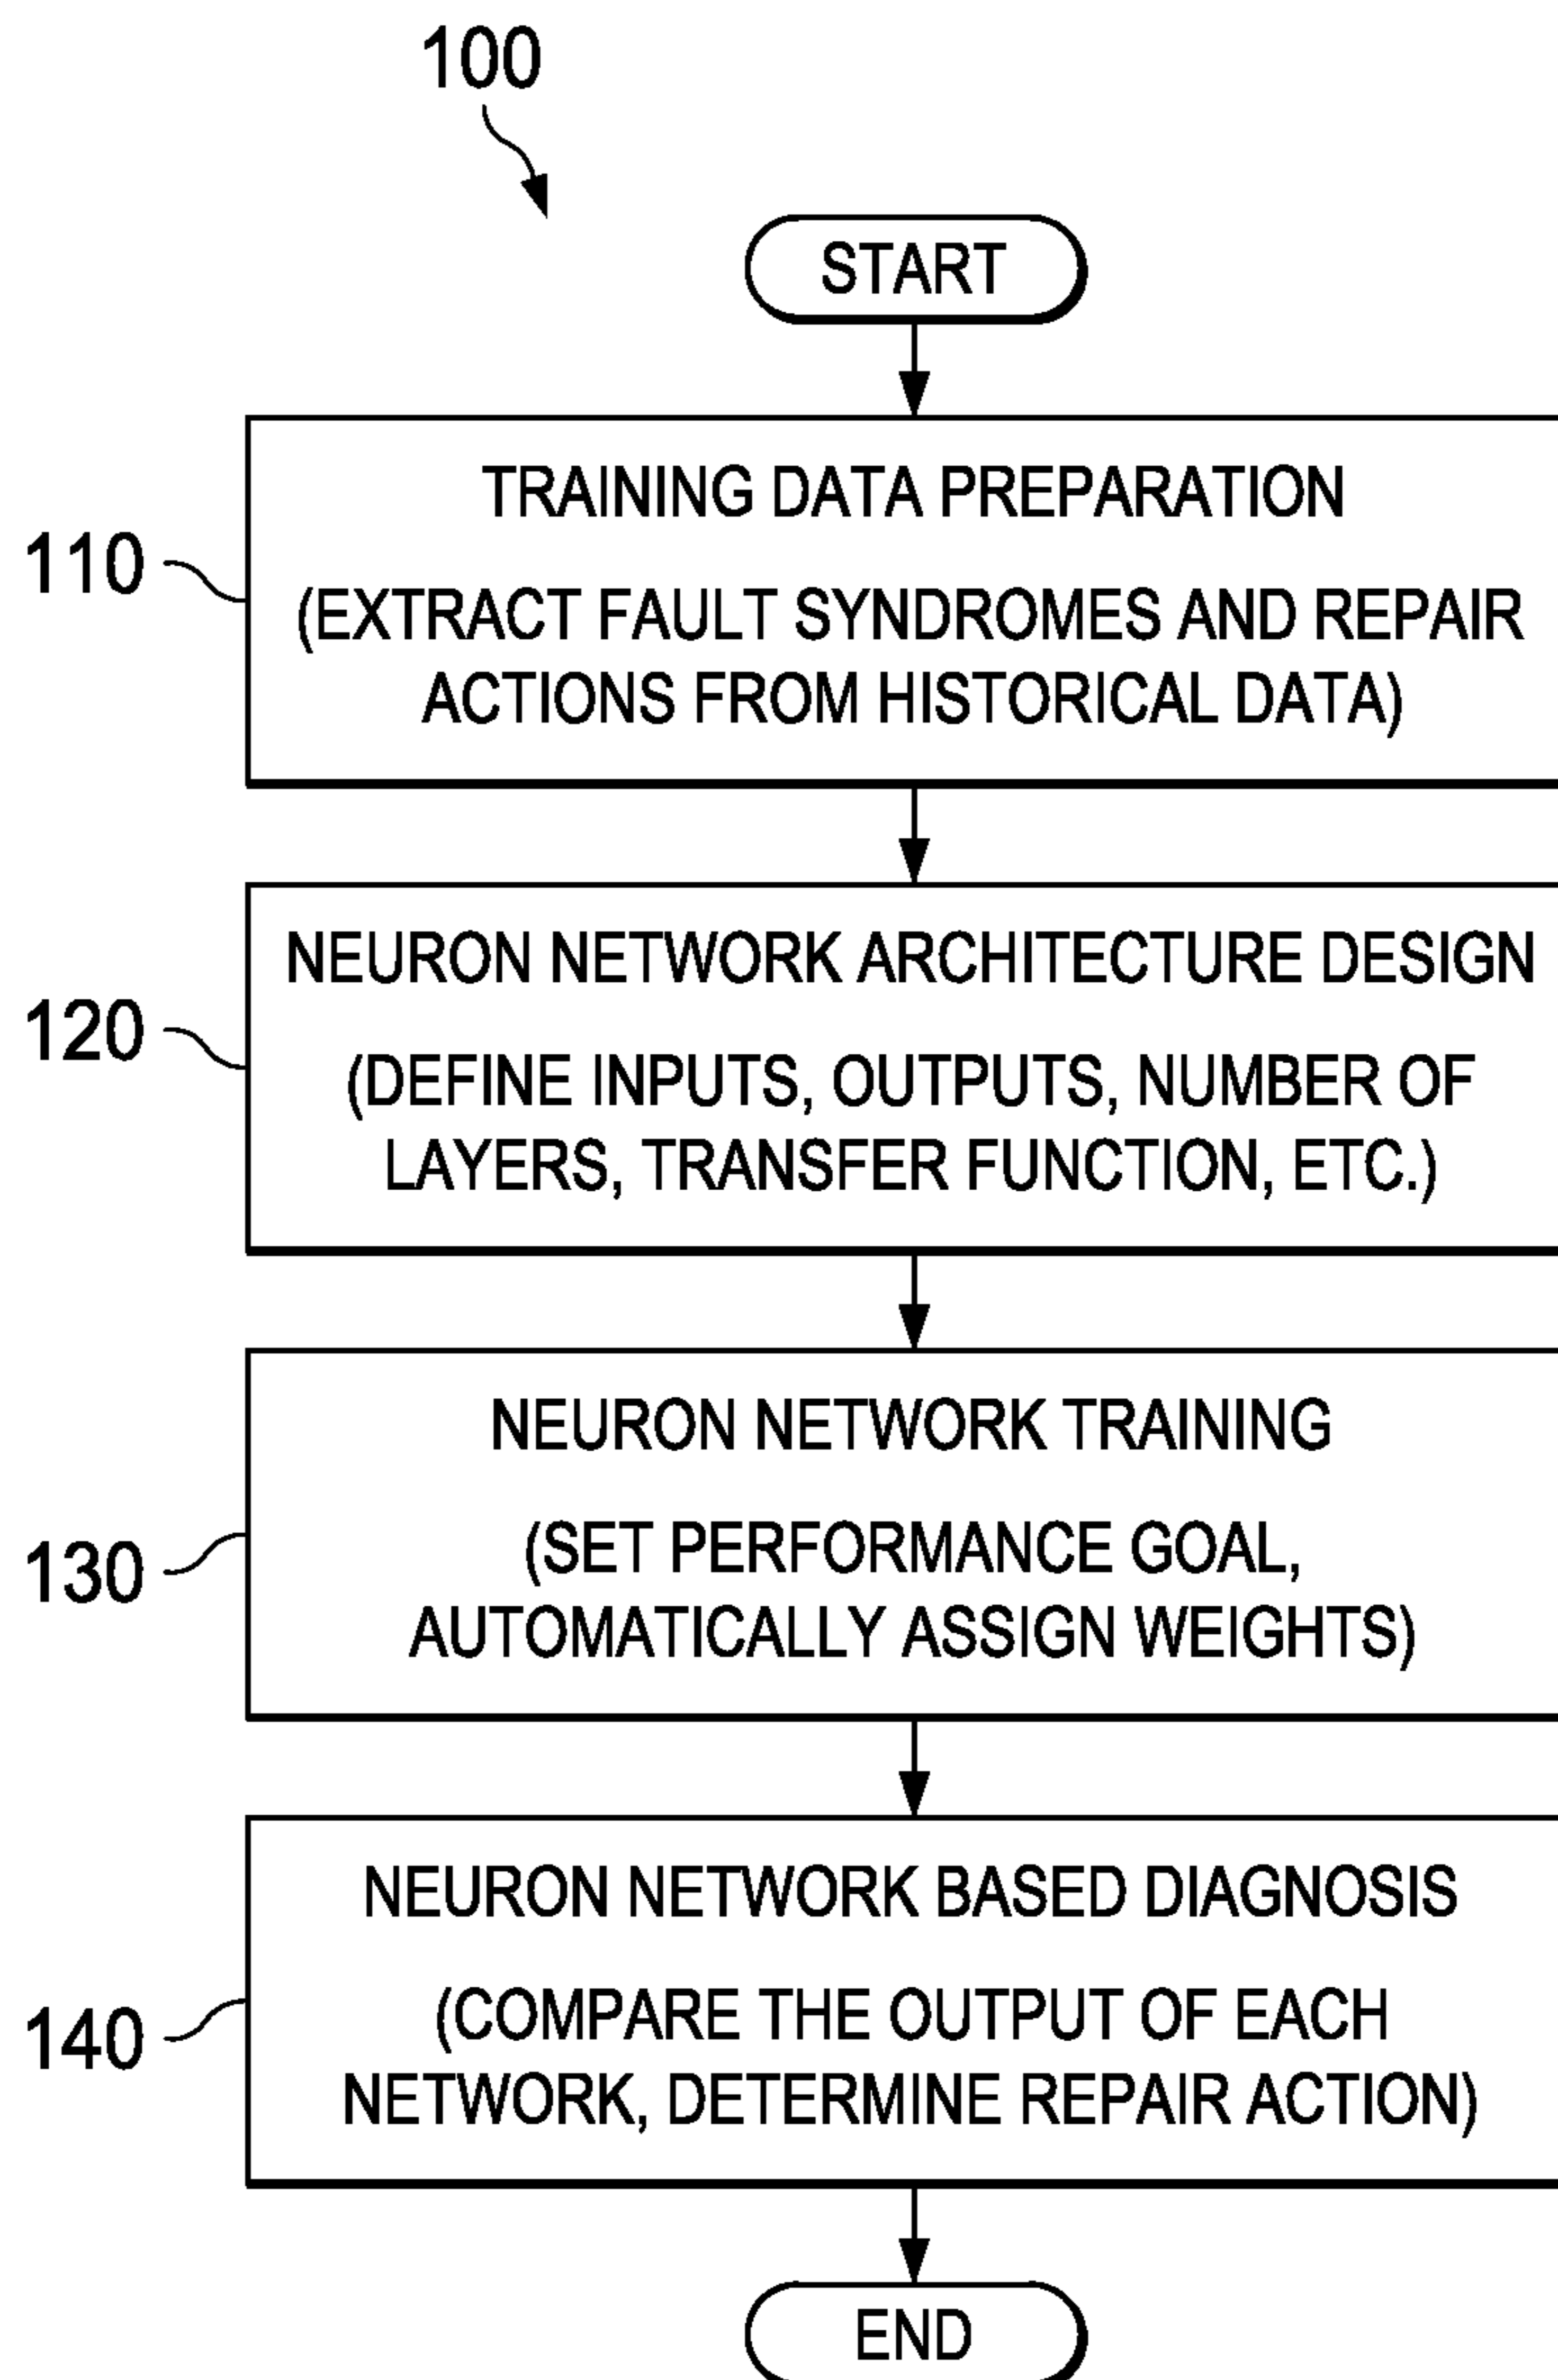 100
START
TRAINING DATA PREPARATION
110
(EXTRACT FAULT SYNDROMES AND REPAIR
ACTIONS FROM HISTORICAL DATA)
NEURON NETWORK ARCHITECTURE DESIGN
120
(DEFINE INPUTS, OUTPUTS, NUMBER OF
LAYERS, TRANSFER FUNCTION, ETC.)
NEURON NETWORK TRAINING
130
(SET PERFORMANCE GOAL,
AUTOMATICALLY ASSIGN WEIGHTS)
NEURON NETWORK BASED DIAGNOSIS
140
(COMPARE THE OUTPUT OF EACH
NETWORK, DETERMINE REPAIR ACTION)
END